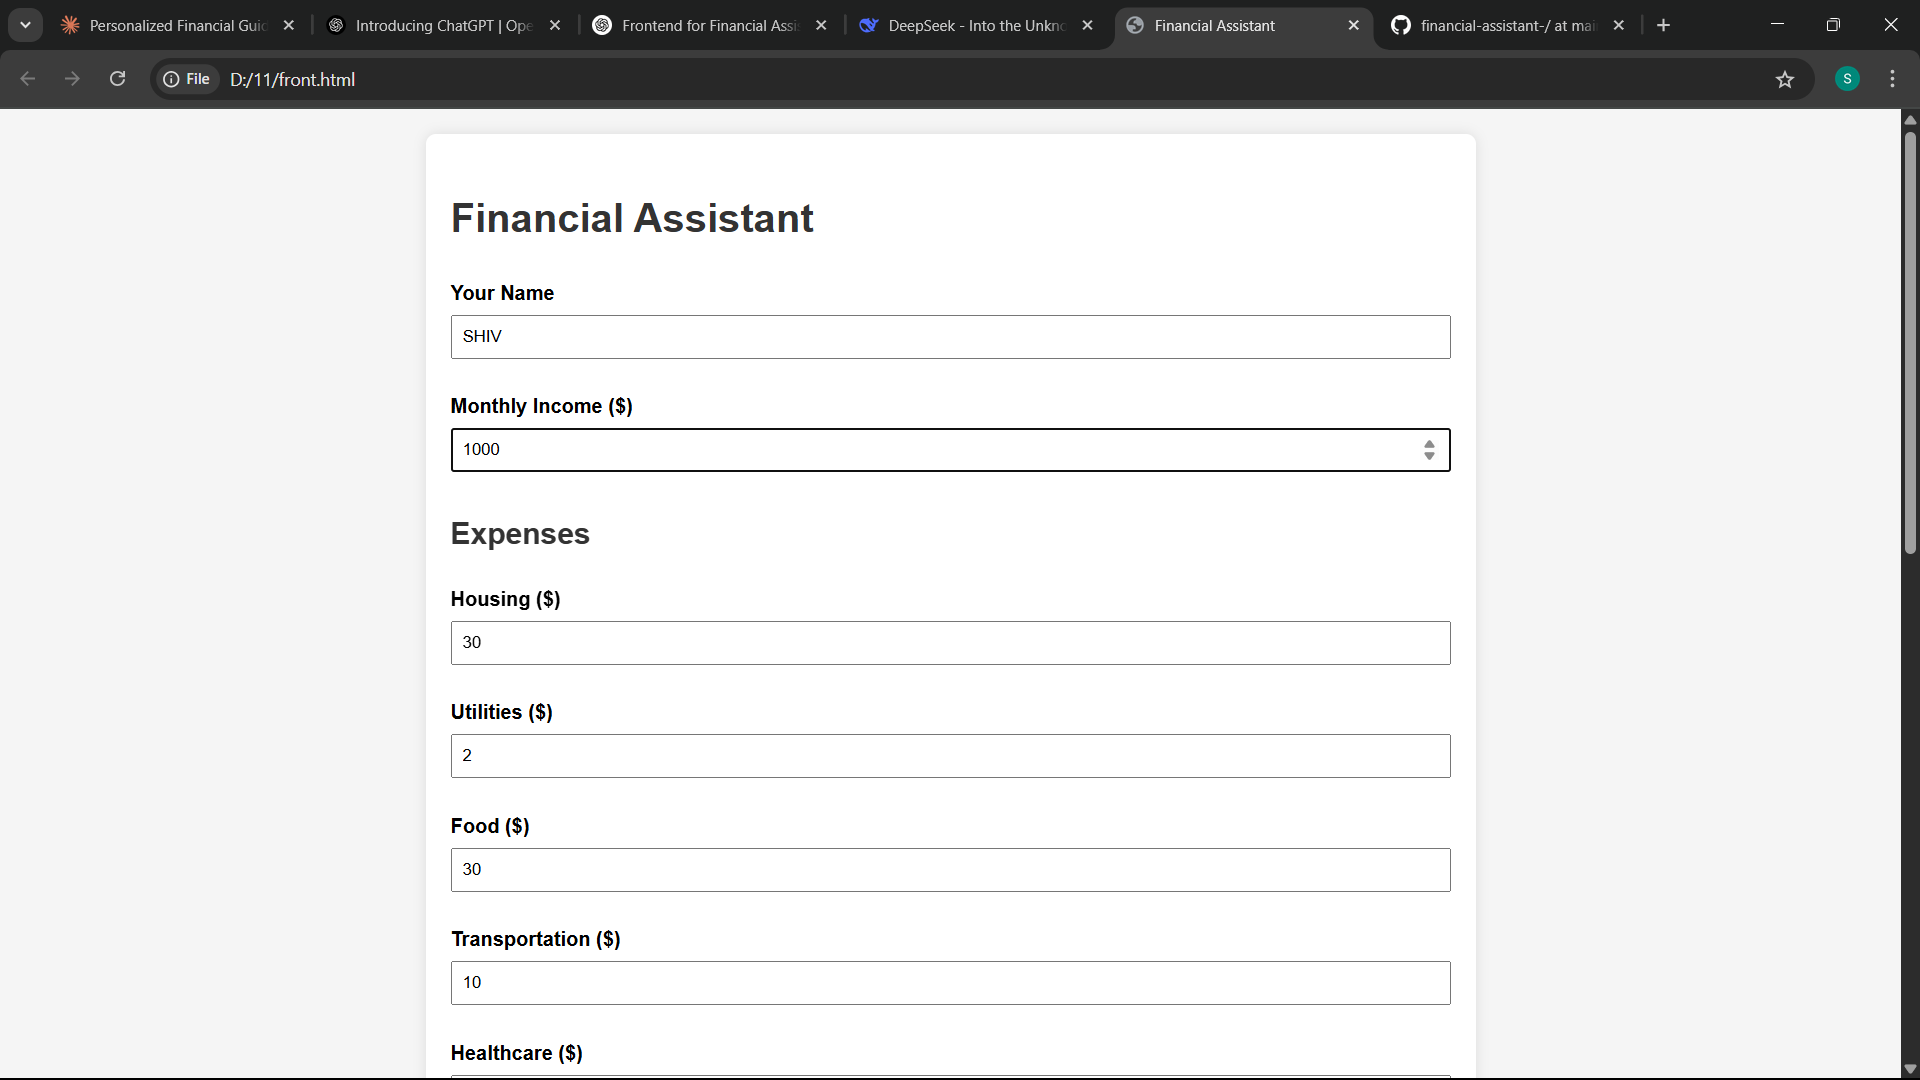 Personalized Financial Guid
Introducing ChatGPT | Ope
Frontend for Financial Assis
DeepSeek - Into the Unkno
Financial Assistant
financial-assistant-/ at mai
File
D:/11/front.html
S
Financial Assistant
Your Name
SHIV
Monthly Income ($)
1000
Expenses
Housing ($)
30
Utilities ($)
2
Food ($)
30
Transportation ($)
10
Healthcare ($)